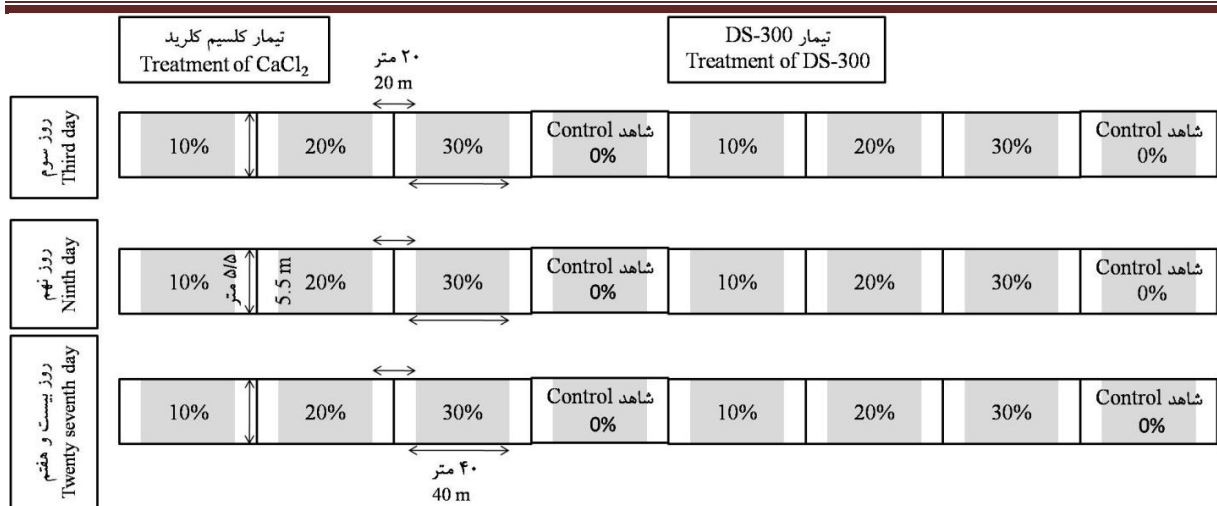 تیمار کلسیم کلرید
Treatment of CaCl₂
تیمار DS-300
Treatment of DS-300
۲۰ متر
20 m
روز سوم
Third day
10%
20%
30%
Control شاهد
0%
10%
20%
30%
Control شاهد
0%
روز نهم
Ninth day
10%
۵/۵ متر
5.5 m
20%
30%
Control شاهد
0%
10%
20%
30%
Control شاهد
0%
روز بیست و هفتم
Twenty seventh day
10%
20%
30%
Control شاهد
0%
10%
20%
30%
Control شاهد
0%
۴۰ متر
40 m